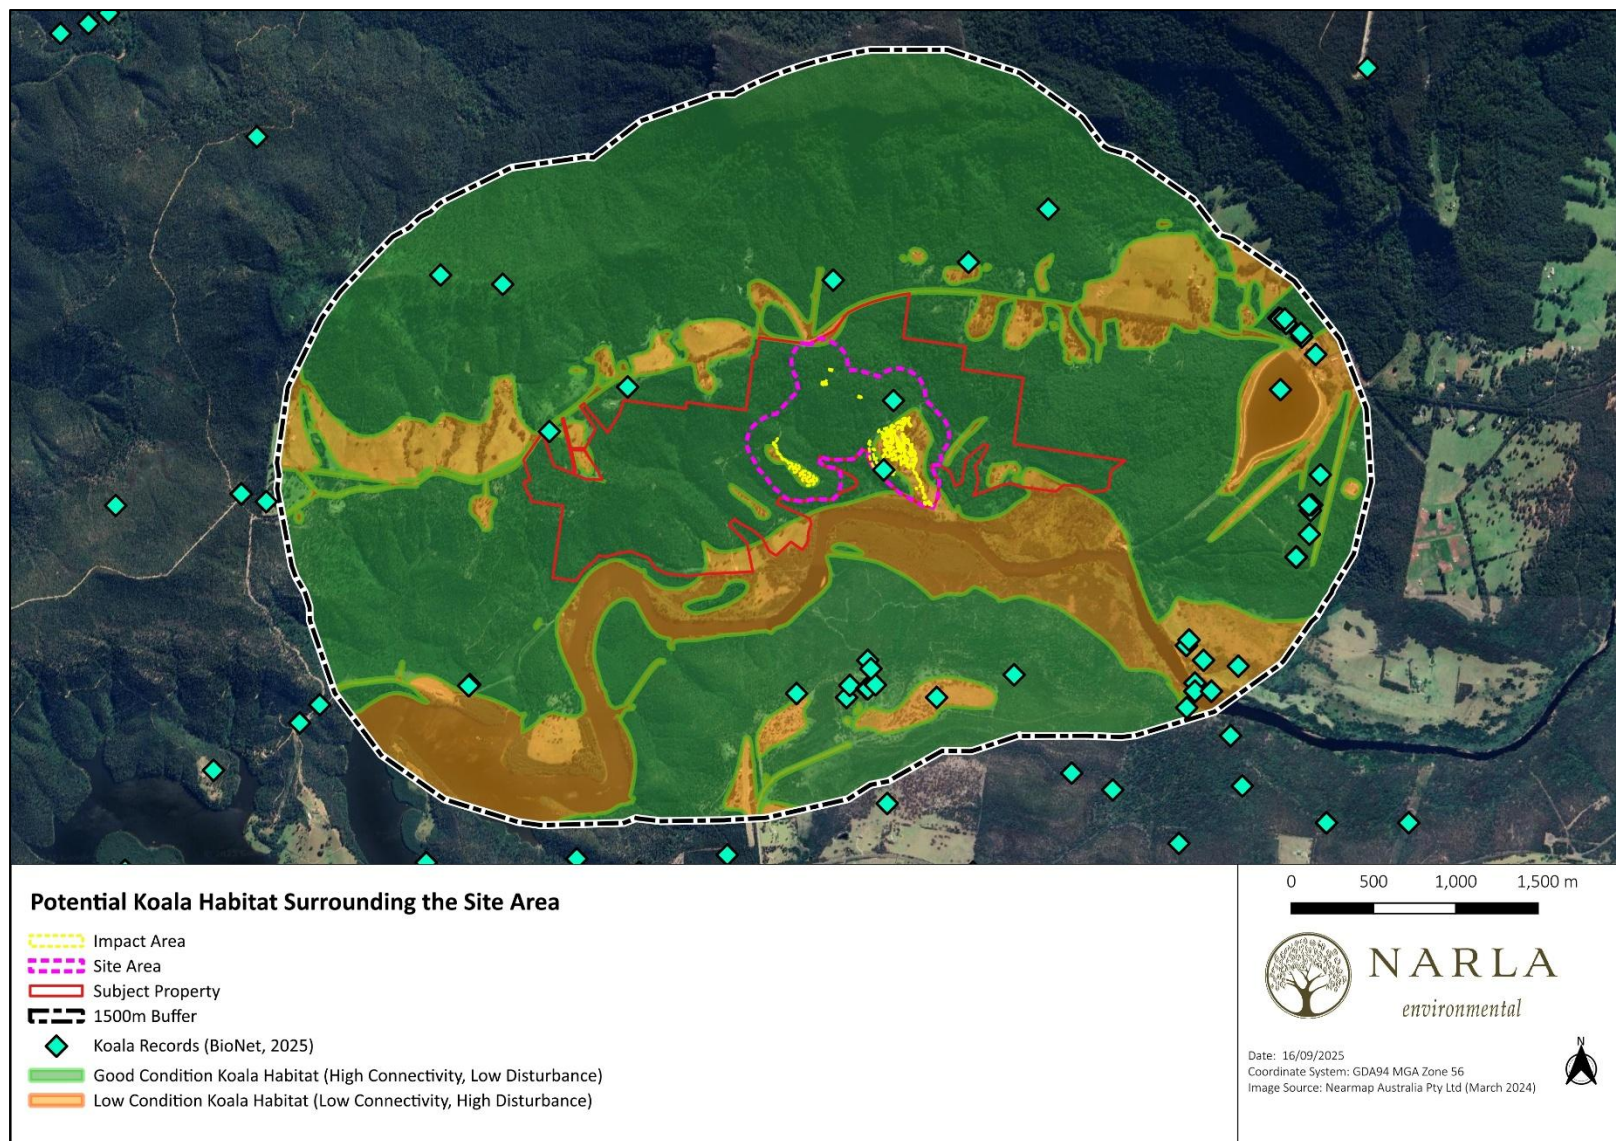 Potential Koala Habitat Surrounding the Site Area
Impact Area
Site Area
Subject Property
1500m Buffer
Koala Records (BioNet, 2025)
Good Condition Koala Habitat (High Connectivity, Low Disturbance)
Low Condition Koala Habitat (Low Connectivity, High Disturbance)
0 500 1,000 1,500 m
NARLA
environmental
Date: 16/09/2025
Coordinate System: GDA94 MGA Zone 56
Image Source: Nearmap Australia Pty Ltd (March 2024)
N